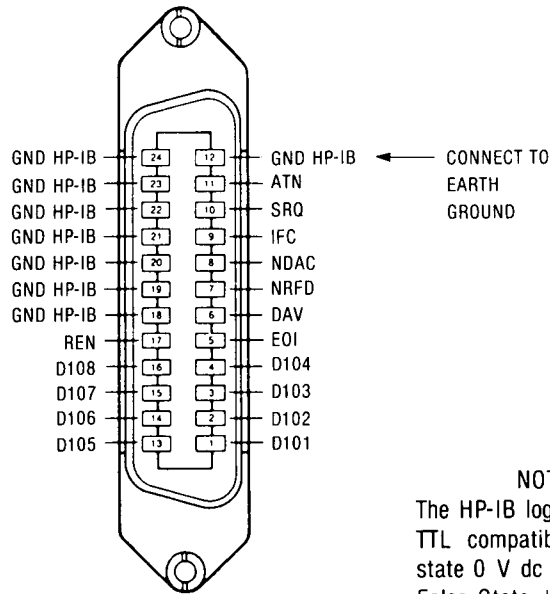 GND HP-IB 24 12 GND HP-IB CONNECT TO
GND HP-IB 23 11 ATN EARTH
GND HP-IB 22 10 SRQ GROUND
GND HP-IB 21 9 IFC
GND HP-IB 20 8 NDAC
GND HP-IB 19 7 NRFD
GND HP-IB 18 6 DAV
REN 17 5 EOI
D108 16 4 D104
D107 15 3 D103
D106 14 2 D102
D105 13 1 D101
NOT
The HP-IB log
TTL compatib
state 0 V dc